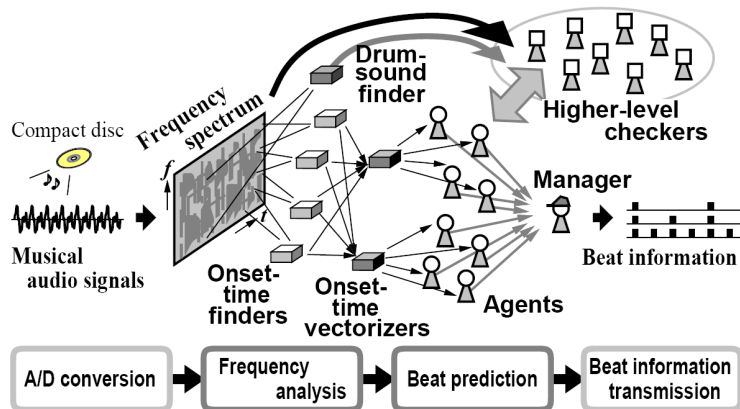 Drum-
sound
finder
Higher-level
checkers
Frequency
spectrum
Compact disc
f
t
Musical
audio signals
Onset-
time
finders
Onset-
time
vectorizers
Agents
Manager
Beat information
A/D conversion
Frequency
analysis
Beat prediction
Beat information
transmission